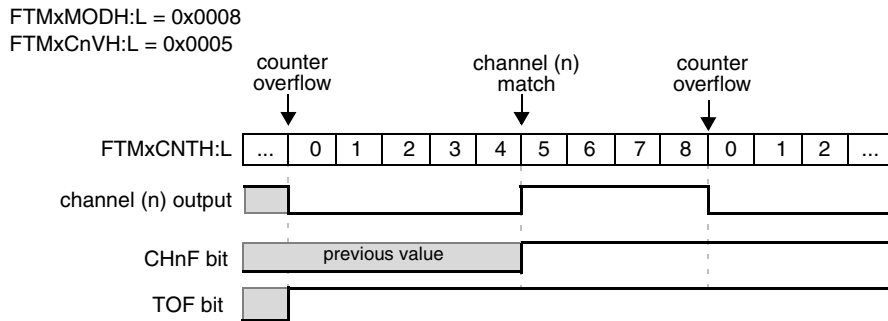 FTMxMODH:L = 0x0008
FTMxCnVH:L = 0x0005
counter overflow
channel (n) match
counter overflow
FTMxCNTH:L ... 0 1 2 3 4 5 6 7 8 0 1 2 ...
channel (n) output
CHnF bit previous value
TOF bit